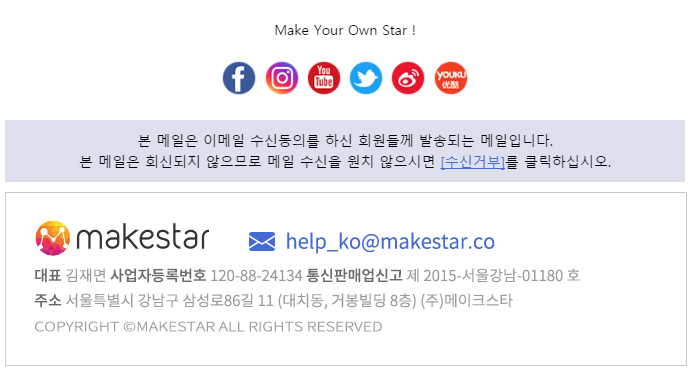 Make Your Own Star !
You Tube YOUKU 优酷
본 메일은 이메일 수신동의를 하신 회원들께 발송되는 메일입니다.
본 메일은 회신되지 않으므로 메일 수신을 원치 않으시면 [수신거부]를 클릭하십시오.
makestar help_ko@makestar.co
대표 김재면 사업자등록번호 120-88-24134 통신판매업신고 제 2015-서울강남-01180 호
주소 서울특별시 강남구 삼성로86길 11 (대치동, 거봉빌딩 8층) (주)메이크스타
COPYRIGHT ©MAKESTAR ALL RIGHTS RESERVED